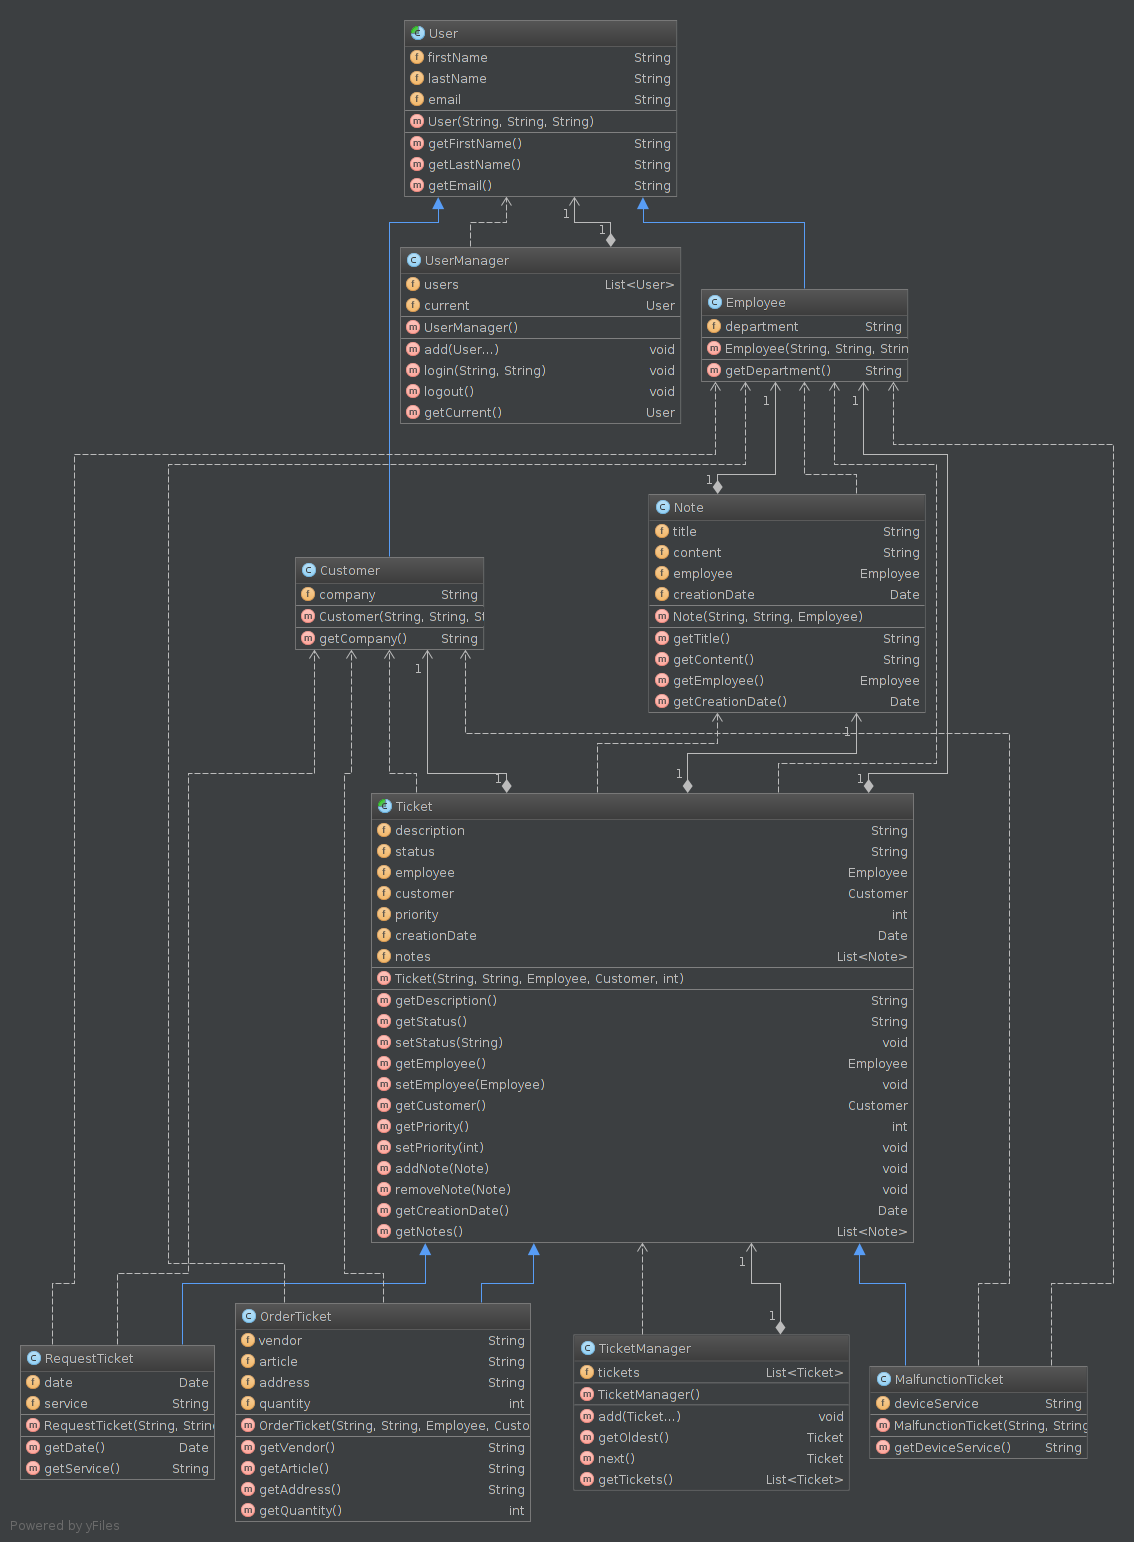 User
firstName String
lastName String
email String
User(String, String, String)
getFirstName() String
getLastName() String
getEmail() String
1
1
UserManager
users List<User>
current User
UserManager()
add(User...) void
login(String, String) void
logout() void
getCurrent() User
Employee
department String
Employee(String, String, Strin
getDepartment() String
1
1
1
Note
title String
content String
employee Employee
creationDate Date
Note(String, String, Employee)
getTitle() String
getContent() String
getEmployee() Employee
getCreationDate() Date
Customer
company String
Customer(String, String, St
getCompany() String
1
1
1
1
1
Ticket
description String
status String
employee Employee
customer Customer
priority int
creationDate Date
notes List<Note>
Ticket(String, String, Employee, Customer, int)
getDescription() String
getStatus() String
setStatus(String) void
getEmployee() Employee
setEmployee(Employee) void
getCustomer() Customer
getPriority() int
setPriority(int) void
addNote(Note) void
removeNote(Note) void
getCreationDate() Date
getNotes() List<Note>
1
1
RequestTicket
date Date
service String
RequestTicket(String, String
getDate() Date
getService() String
OrderTicket
vendor String
article String
address String
quantity int
OrderTicket(String, String, Employee, Custo
getVendor() String
getArticle() String
getAddress() String
getQuantity() int
TicketManager
tickets List<Ticket>
TicketManager()
add(Ticket...) void
getOldest() Ticket
next() Ticket
getTickets() List<Ticket>
MalfunctionTicket
deviceService String
MalfunctionTicket(String, String
getDeviceService() String
Powered by yFiles